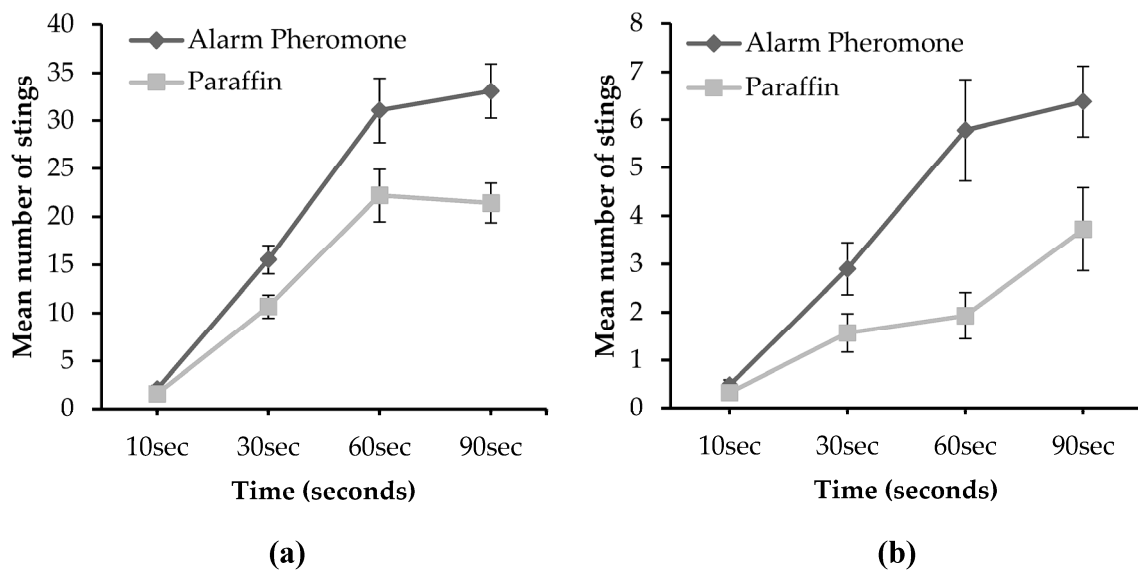 40
35
30
25
20
15
10
5
0
Mean number of stings
Alarm Pheromone
Paraffin
10sec 30sec 60sec 90sec
Time (seconds)
(a)
8
7
6
5
4
3
2
1
0
Mean number of stings
Alarm Pheromone
Paraffin
10sec 30sec 60sec 90sec
Time (seconds)
(b)